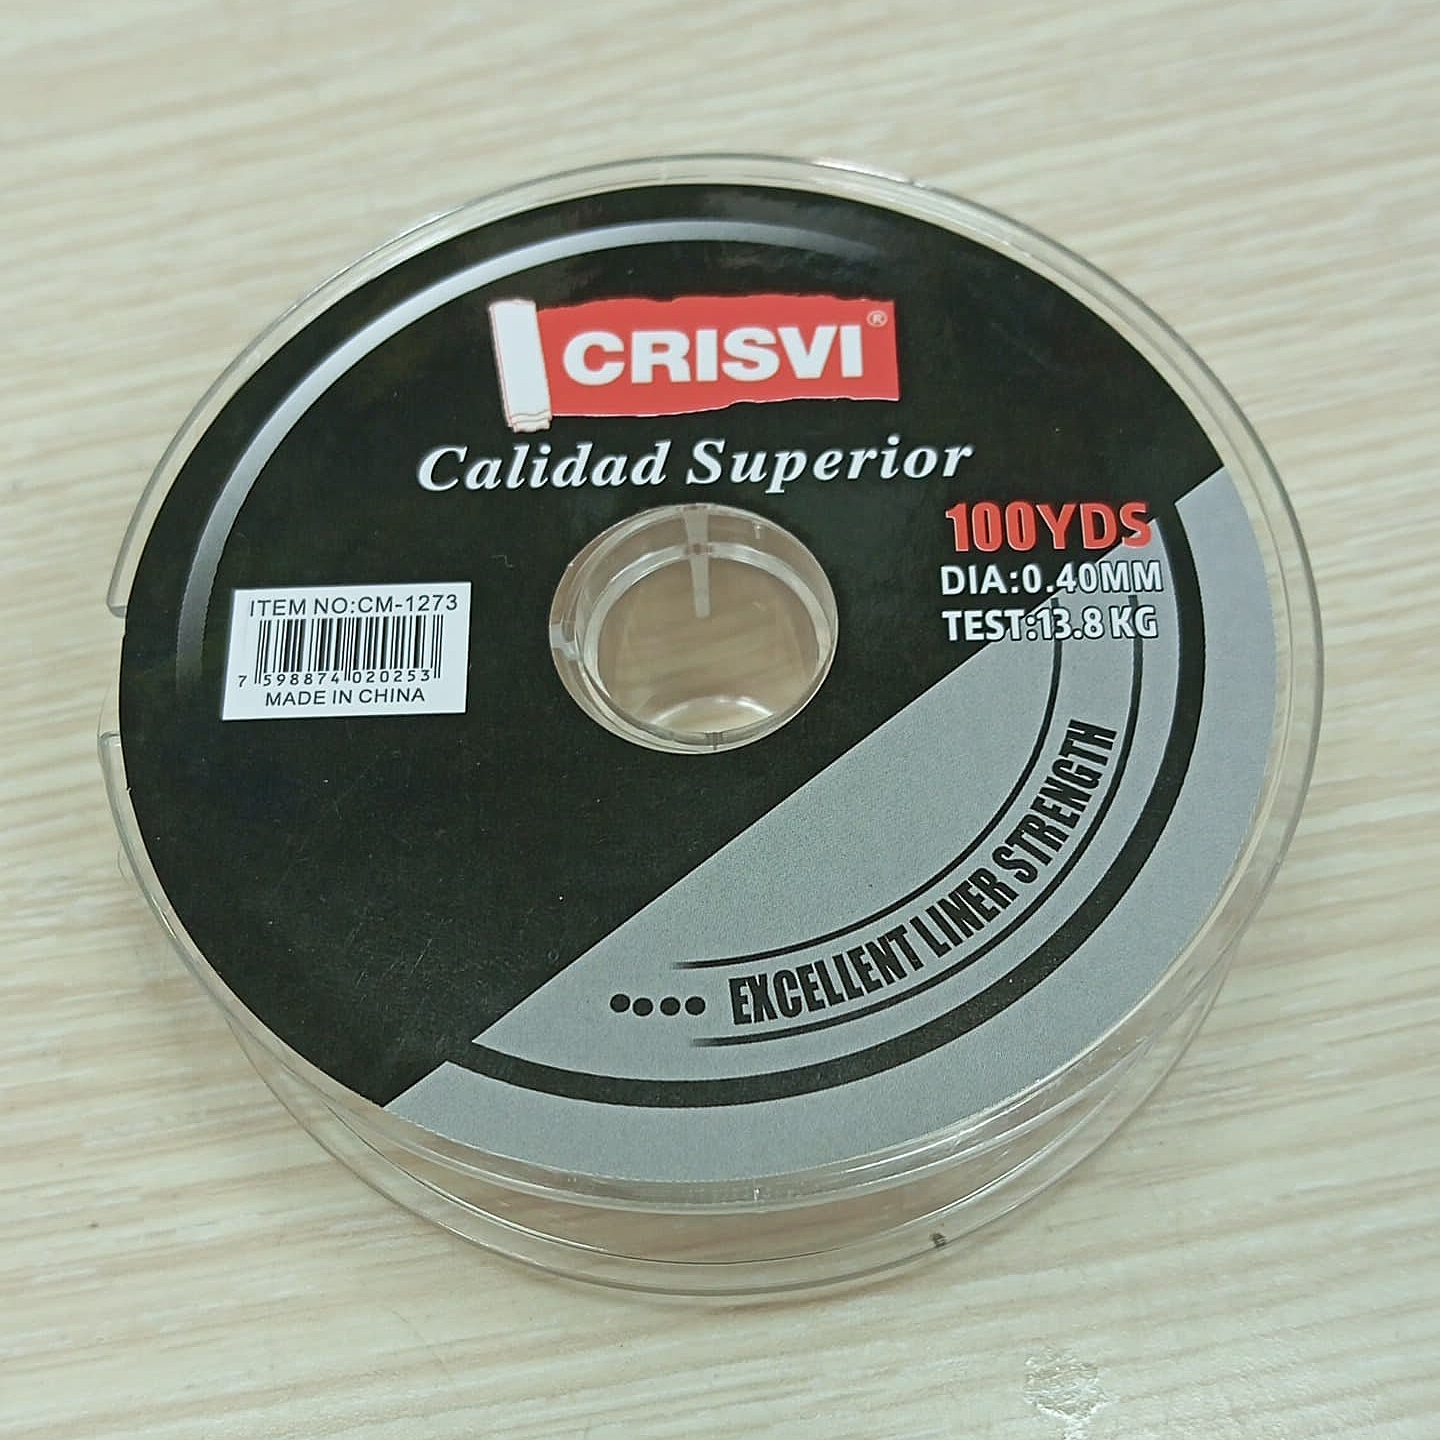 CRISVI®
Calidad Superior
100YDS
DIA:0.40MM
TEST:13.8 KG
ITEM NO:CM-1273
7 598874 020253
MADE IN CHINA
EXCELLENT LINER STRENGTH